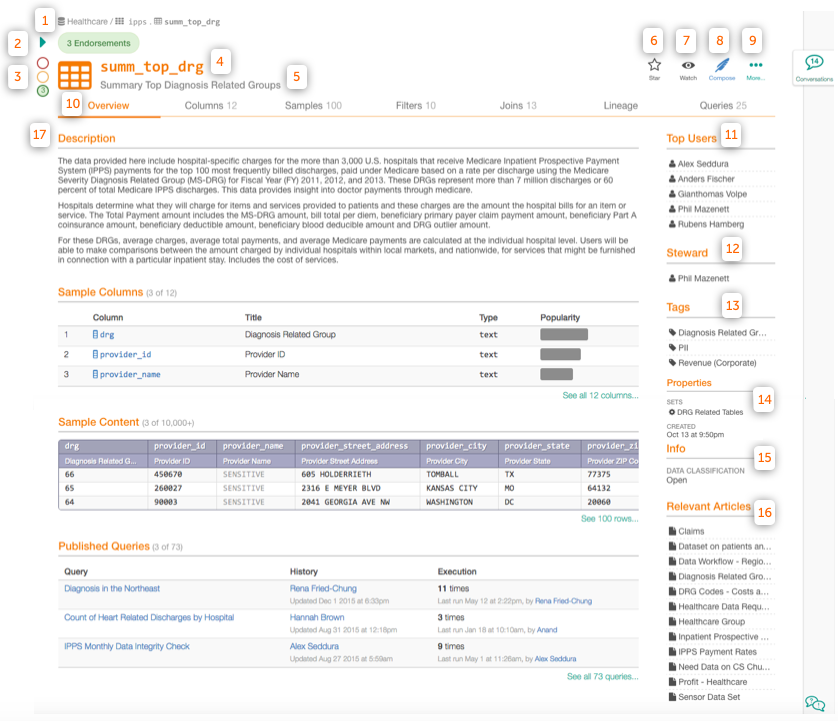 1
Healthcare / ipps . summ_top_drg
2
3 Endorsements
3
3
summ_top_drg
4
Summary Top Diagnosis Related Groups
5
6
7
8
9
Star
Watch
Compose
More...
14
Conversations
10
Overview
Columns 12
Samples 100
Filters 10
Joins 13
Lineage
Queries 25
17
Description
The data provided here include hospital-specific charges for the more than 3,000 U.S. hospitals that receive Medicare Inpatient Prospective Payment
System (IPPS) payments for the top 100 most frequently billed discharges, paid under Medicare based on a rate per discharge using the Medicare
Severity Diagnosis Related Group (MS-DRG) for Fiscal Year (FY) 2011, 2012, and 2013. These DRGs represent more than 7 million discharges or 60
percent of total Medicare IPPS discharges. This data provides insight into doctor payments through medicare.
Hospitals determine what they will charge for items and services provided to patients and these charges are the amount the hospital bills for an item or
service. The Total Payment amount includes the MS-DRG amount, bill total per diem, beneficiary primary payer claim payment amount, beneficiary Part A
coinsurance amount, beneficiary deductible amount, beneficiary blood deducible amount and DRG outlier amount.
For these DRGs, average charges, average total payments, and average Medicare payments are calculated at the individual hospital level. Users will be
able to make comparisons between the amount charged by individual hospitals within local markets, and nationwide, for services that might be furnished
in connection with a particular inpatient stay. Includes the cost of services.
Sample Columns (3 of 12)
Column Title Type Popularity
1 drg Diagnosis Related Group text
2 provider_id Provider ID text
3 provider_name Provider Name text
See all 12 columns...
Sample Content (3 of 10,000+)
drg provider_id provider_name provider_street_address provider_city provider_state provider_zi
Diagnosis Related G... Provider ID Provider Name Provider Street Address Provider City Provider State Provider ZIP Co
66 450670 SENSITIVE 605 HOLDERRIETH TOMBALL TX 77375
65 260027 SENSITIVE 2316 E MEYER BLVD KANSAS CITY MO 64132
64 90003 SENSITIVE 2041 GEORGIA AVE NW WASHINGTON DC 20060
See 100 rows...
Published Queries (3 of 73)
Query History Execution
Diagnosis in the Northeast Rena Fried-Chung 11 times
Updated Dec 1 2015 at 6:33pm Last run May 12 at 2:22pm, by Rena Fried-Chung
Count of Heart Related Discharges by Hospital Hannah Brown 3 times
Updated Aug 31 2015 at 12:18pm Last run Jan 18 at 10:10am, by Anand
IPPS Monthly Data Integrity Check Alex Seddura 9 times
Updated Aug 27 2015 at 5:59am Last run May 1 at 11:26am, by Alex Seddura
See all 73 queries...
Top Users
11
Alex Seddura
Anders Fischer
Gianthomas Volpe
Phil Mazenett
Rubens Hamberg
Steward
12
Phil Mazenett
Tags
13
Diagnosis Related Gr...
PII
Revenue (Corporate)
Properties
14
SETS
DRG Related Tables
CREATED
Oct 13 at 9:50pm
Info
15
DATA CLASSIFICATION
Open
Relevant Articles
16
Claims
Dataset on patients an...
Data Workflow - Regio...
Diagnosis Related Gro...
DRG Codes - Costs a...
Healthcare Data Requ...
Healthcare Group
Inpatient Prospective ...
IPPS Payment Rates
Need Data on CS Chu...
Profit - Healthcare
Sensor Data Set